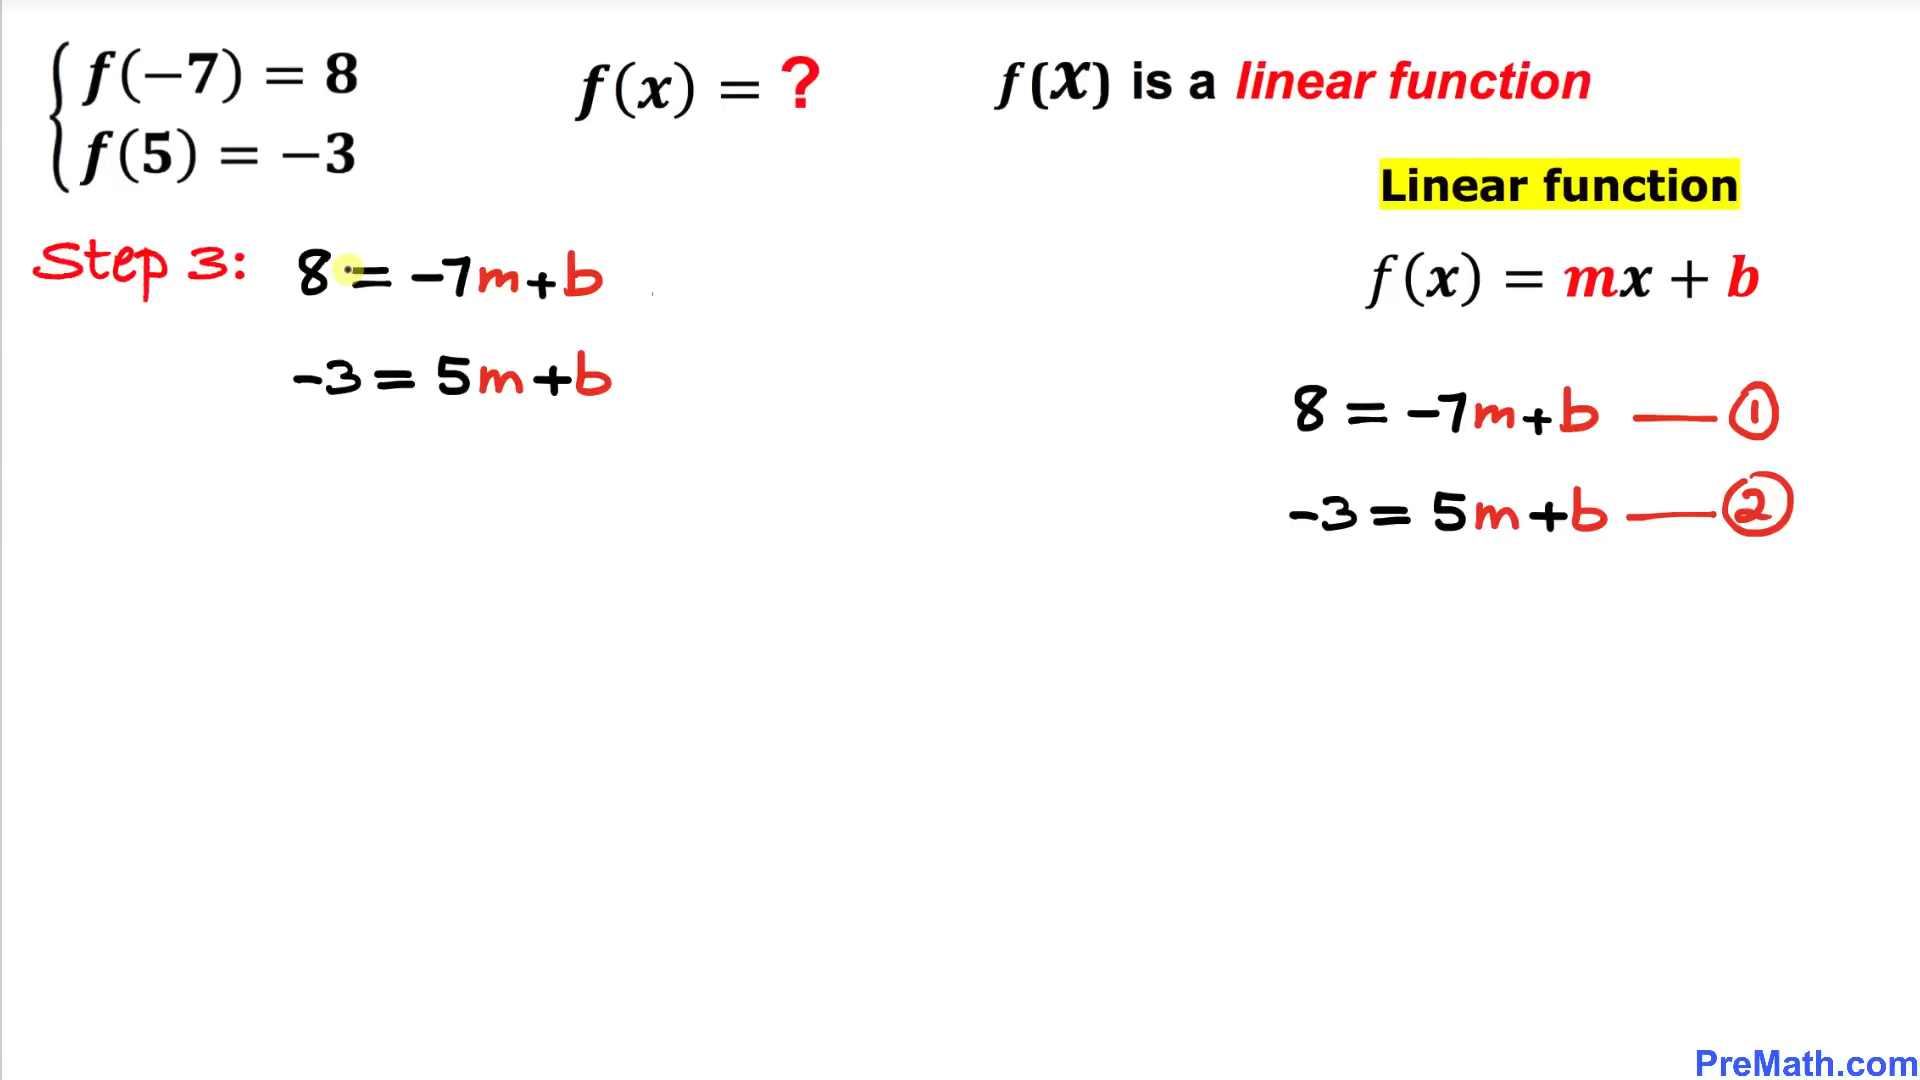 f(−7) = 8
f(5) = −3
f(x) = ?
f(x) is a linear function
Linear function
f(x) = mx + b
Step 3: 8 = -7m+b
-3 = 5m+b
8 = -7m+b — ①
-3 = 5m+b — ②
PreMath.com